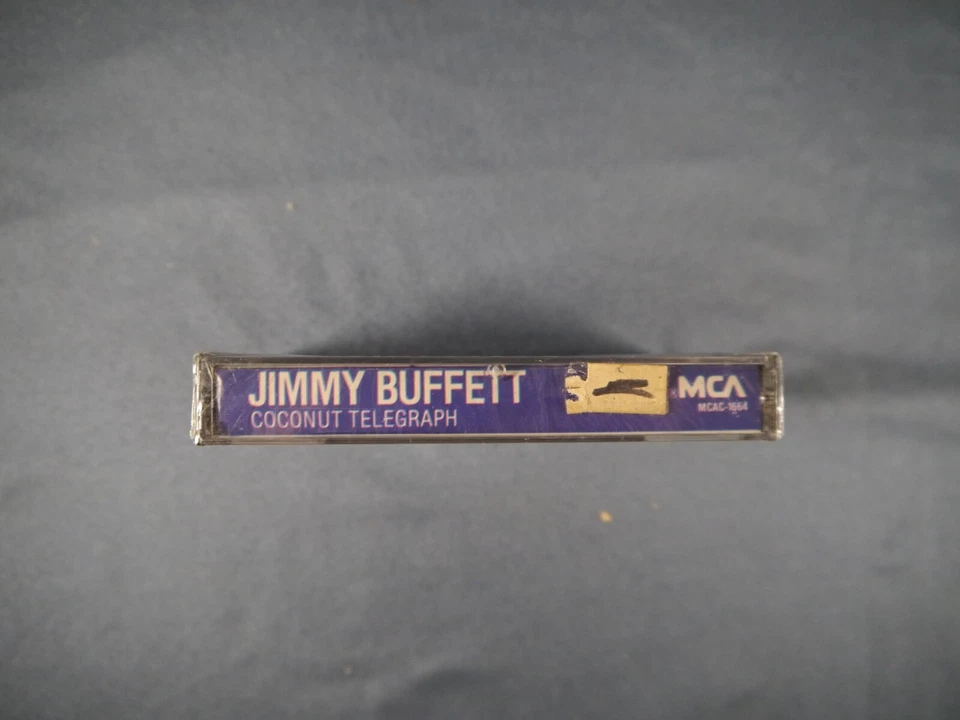 JIMMY BUFFETT
COCONUT TELEGRAPH
MCA
MCAC-1664